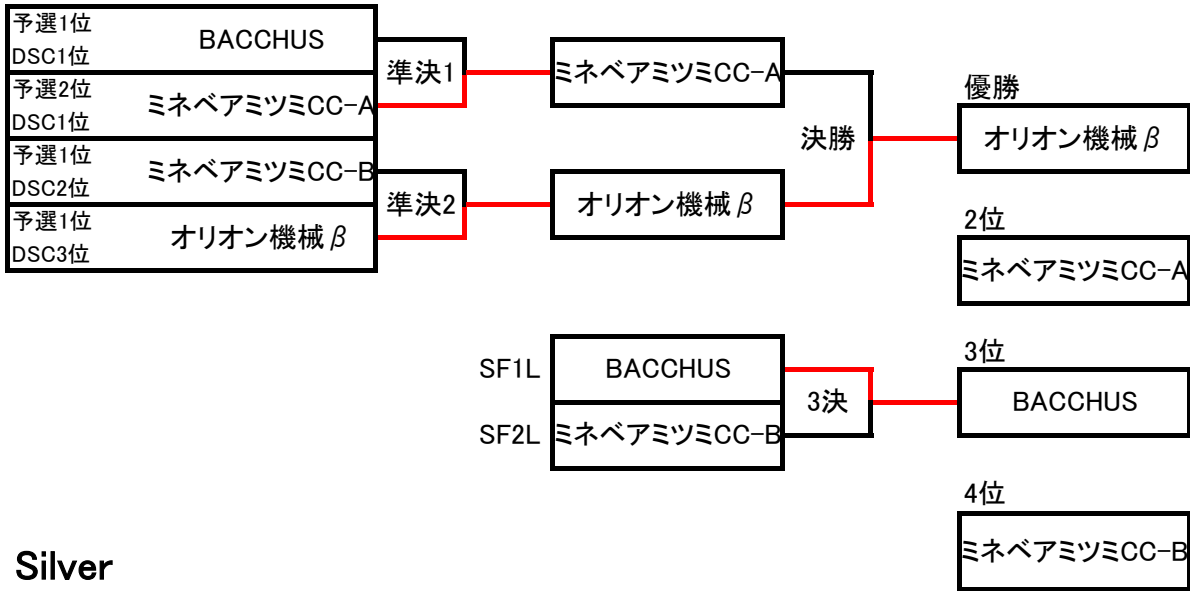 予選1位
DSC1位
BACCHUS
予選2位
DSC1位
ミネベアミツミCC-A
予選1位
DSC2位
ミネベアミツミCC-B
予選1位
DSC3位
オリオン機械β
準決1
準決2
ミネベアミツミCC-A
オリオン機械β
決勝
優勝
オリオン機械β
2位
ミネベアミツミCC-A
SF1L
BACCHUS
SF2L
ミネベアミツミCC-B
3決
3位
BACCHUS
4位
ミネベアミツミCC-B
Silver